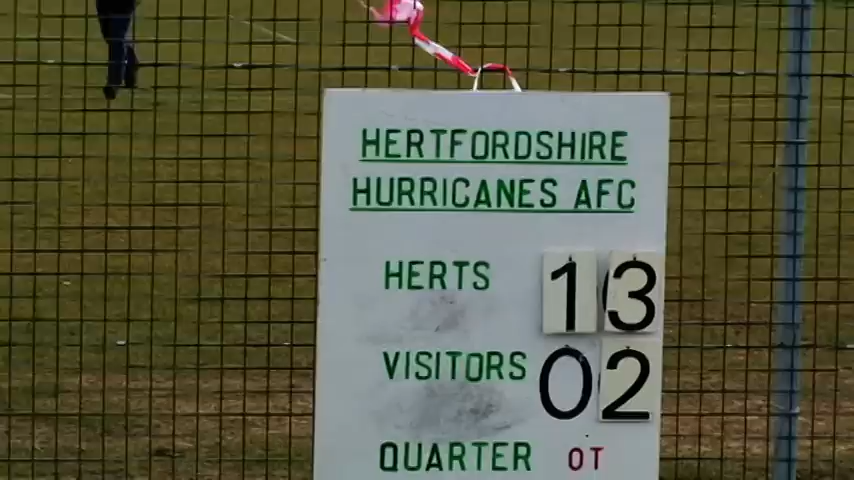 HERTFORDSHIRE
HURRICANES AFC
HERTS 13
VISITORS 02
QUARTER OT